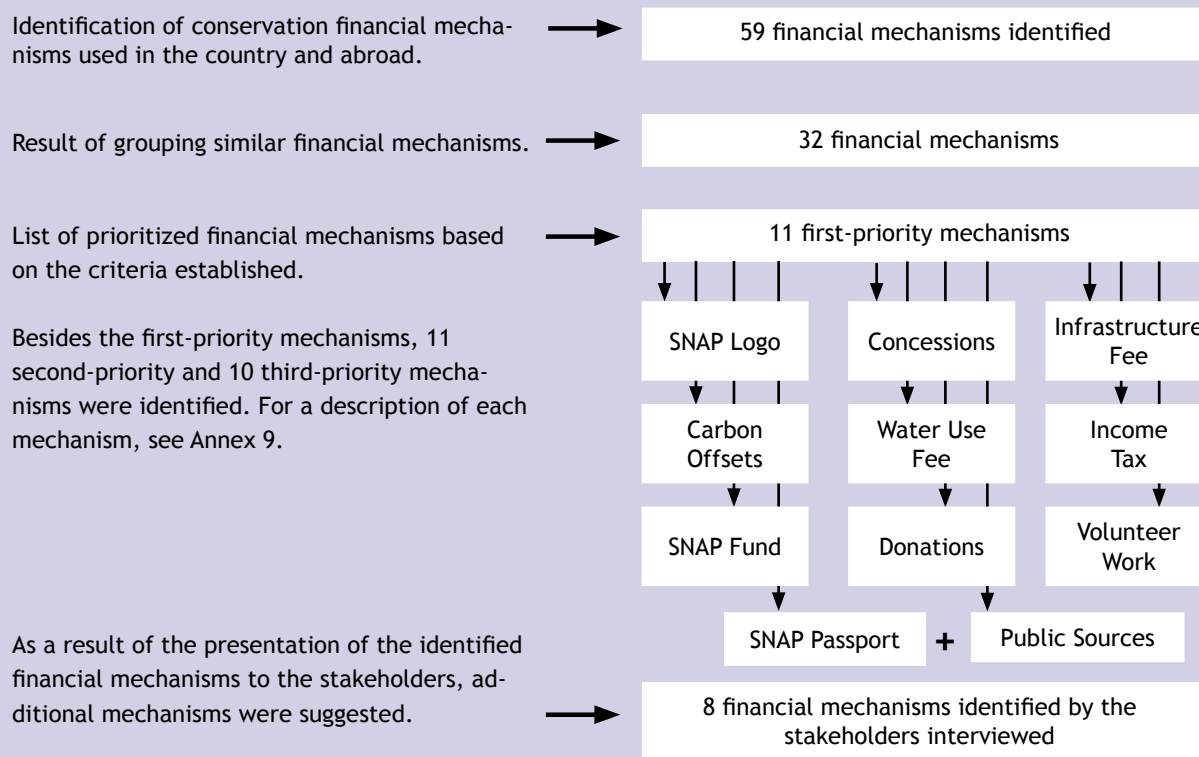 Identification of conservation financial mecha-
nisms used in the country and abroad.
59 financial mechanisms identified
Result of grouping similar financial mechanisms.
32 financial mechanisms
List of prioritized financial mechanisms based
on the criteria established.
11 first-priority mechanisms
Besides the first-priority mechanisms, 11
second-priority and 10 third-priority mecha-
nisms were identified. For a description of each
mechanism, see Annex 9.
SNAP Logo
Concessions
Infrastructure
Fee
Carbon
Offsets
Water Use
Fee
Income
Tax
SNAP Fund
Donations
Volunteer
Work
SNAP Passport
+
Public Sources
As a result of the presentation of the identified
financial mechanisms to the stakeholders, ad-
ditional mechanisms were suggested.
8 financial mechanisms identified by the
stakeholders interviewed